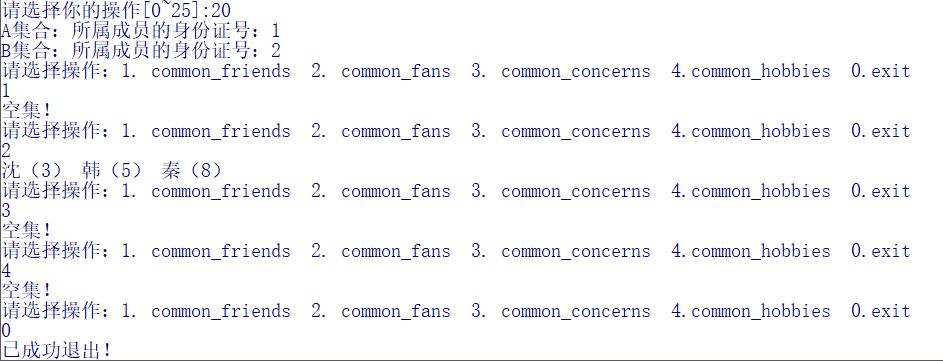 请选择你的操作[0~25]:20
A集合：所属成员的身份证号：1
B集合：所属成员的身份证号：2
请选择操作：1. common_friends  2. common_fans  3. common_concerns  4.common_hobbies  0.exit
1
空集！
请选择操作：1. common_friends  2. common_fans  3. common_concerns  4.common_hobbies  0.exit
2
沈（3） 韩（5） 秦（8）
请选择操作：1. common_friends  2. common_fans  3. common_concerns  4.common_hobbies  0.exit
3
空集！
请选择操作：1. common_friends  2. common_fans  3. common_concerns  4.common_hobbies  0.exit
4
空集！
请选择操作：1. common_friends  2. common_fans  3. common_concerns  4.common_hobbies  0.exit
0
已成功退出！